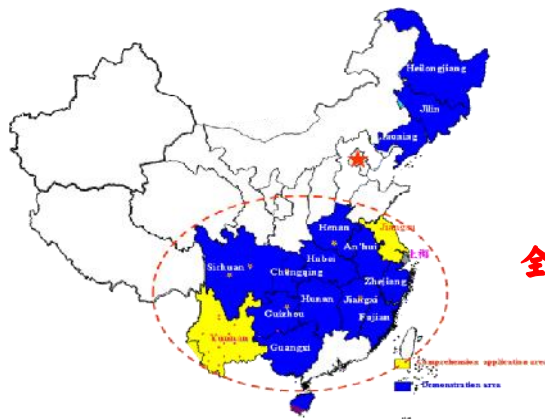 Heilongjiang
Jilin
Liaoning
Henan
Jiangsu
An'hui
上海
Hubei
Sichuan
Chongqing
Zhejiang
Hunan
Jiangxi
Guizhou
Fujian
Yunnan
Guangxi
全
Comprehension application area
Demonstration area